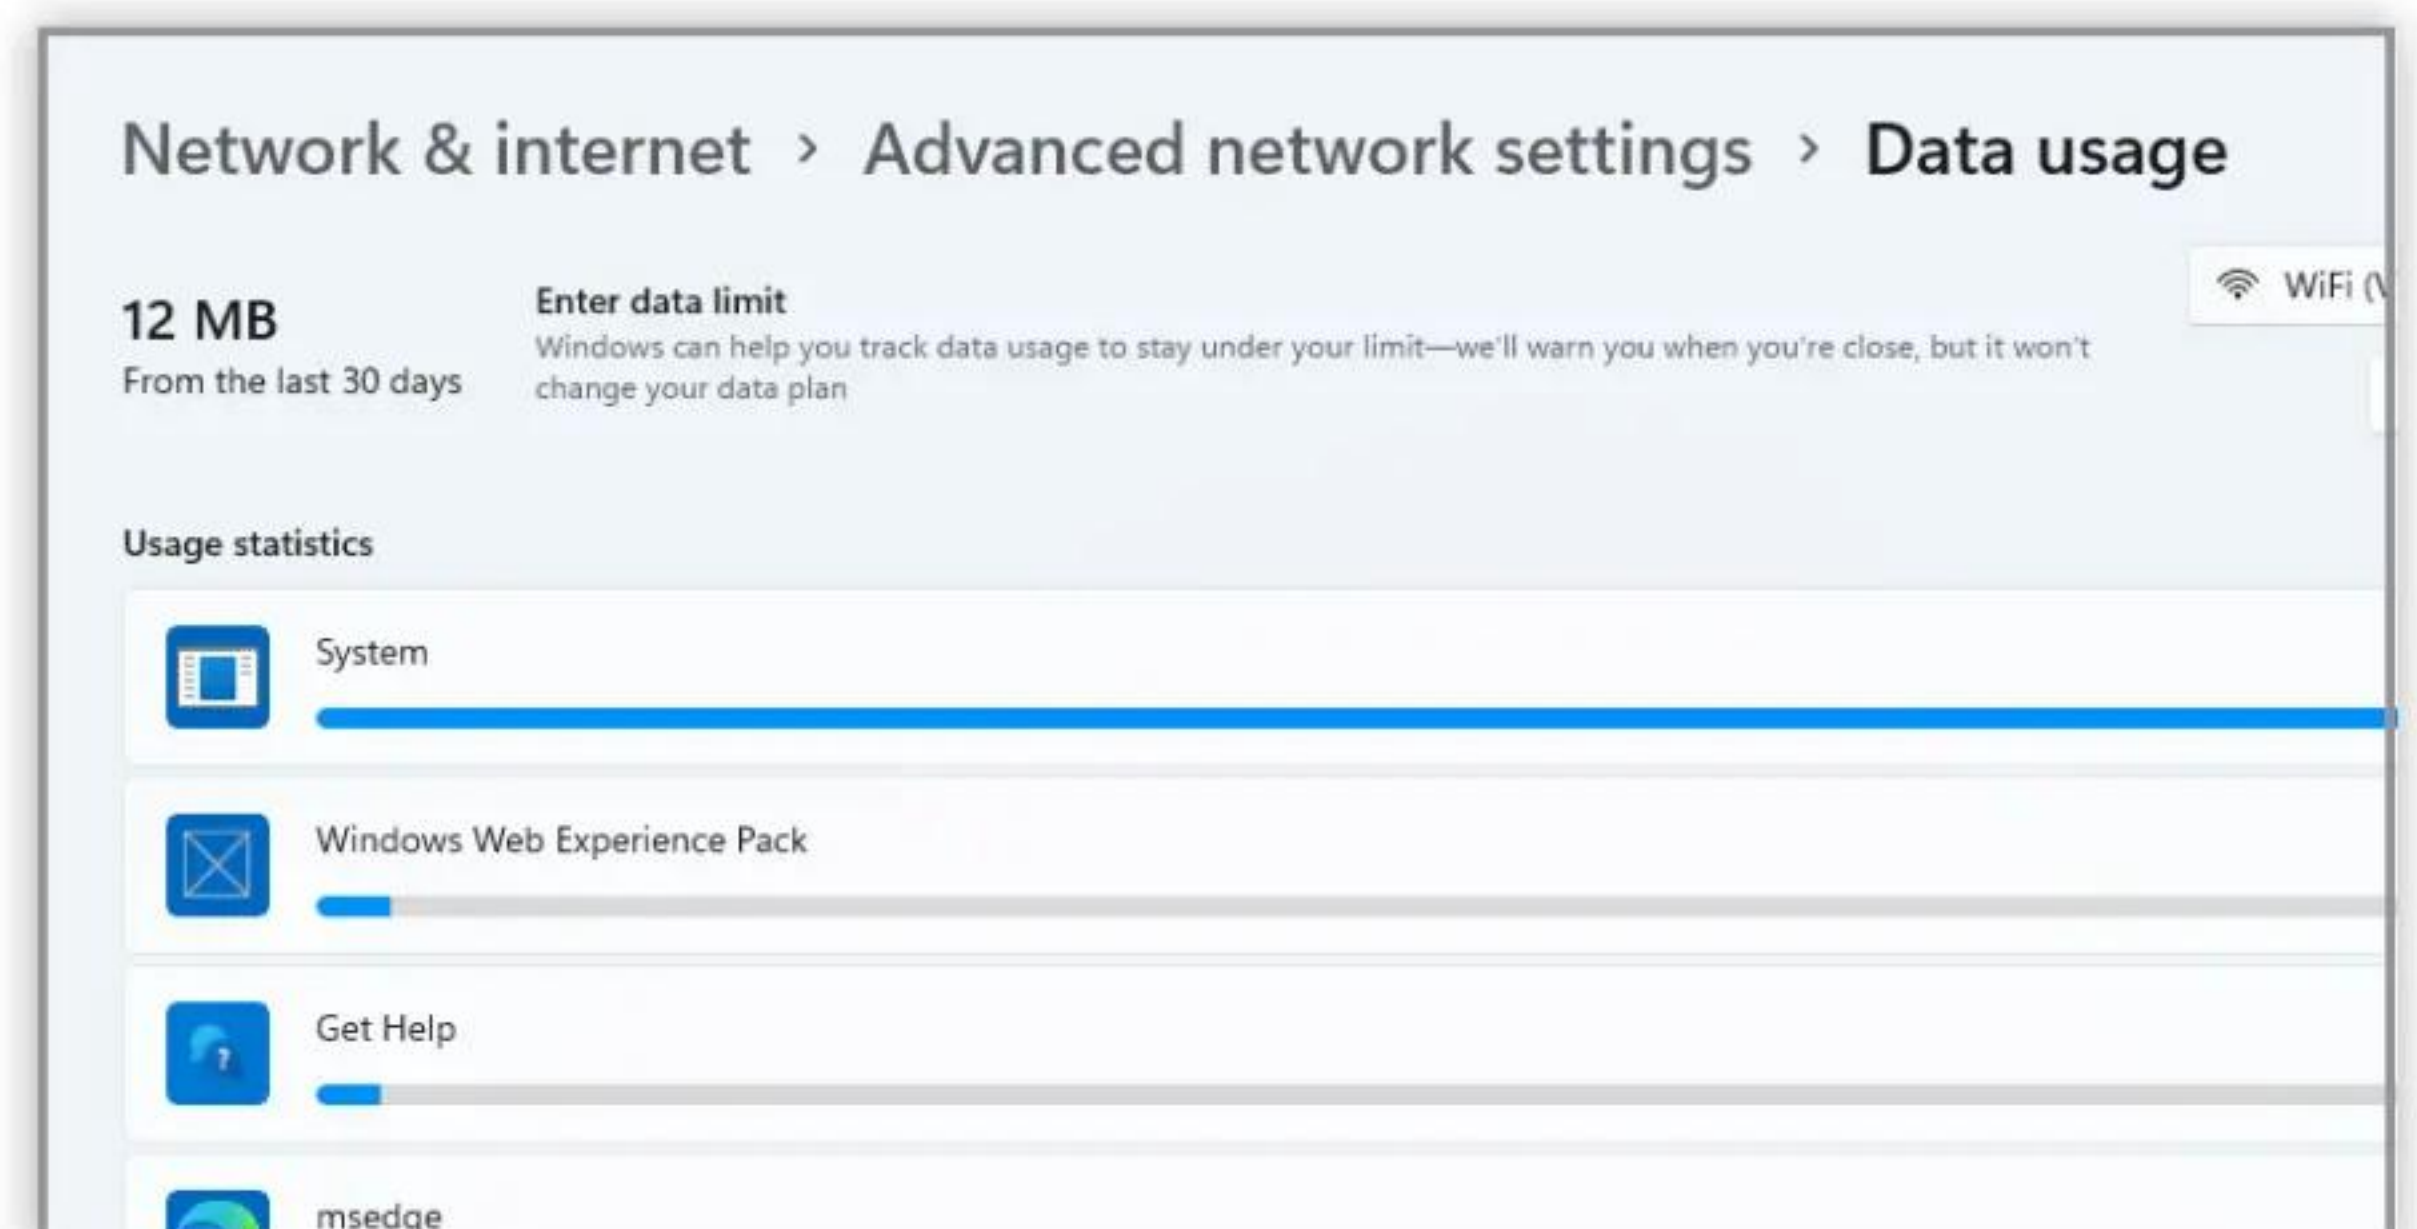 Network & internet > Advanced network settings > Data usage
WiFi
12 MB
From the last 30 days
Enter data limit
Windows can help you track data usage to stay under your limit—we'll warn you when you're close, but it won't
change your data plan
Usage statistics
System
Windows Web Experience Pack
Get Help
msedge